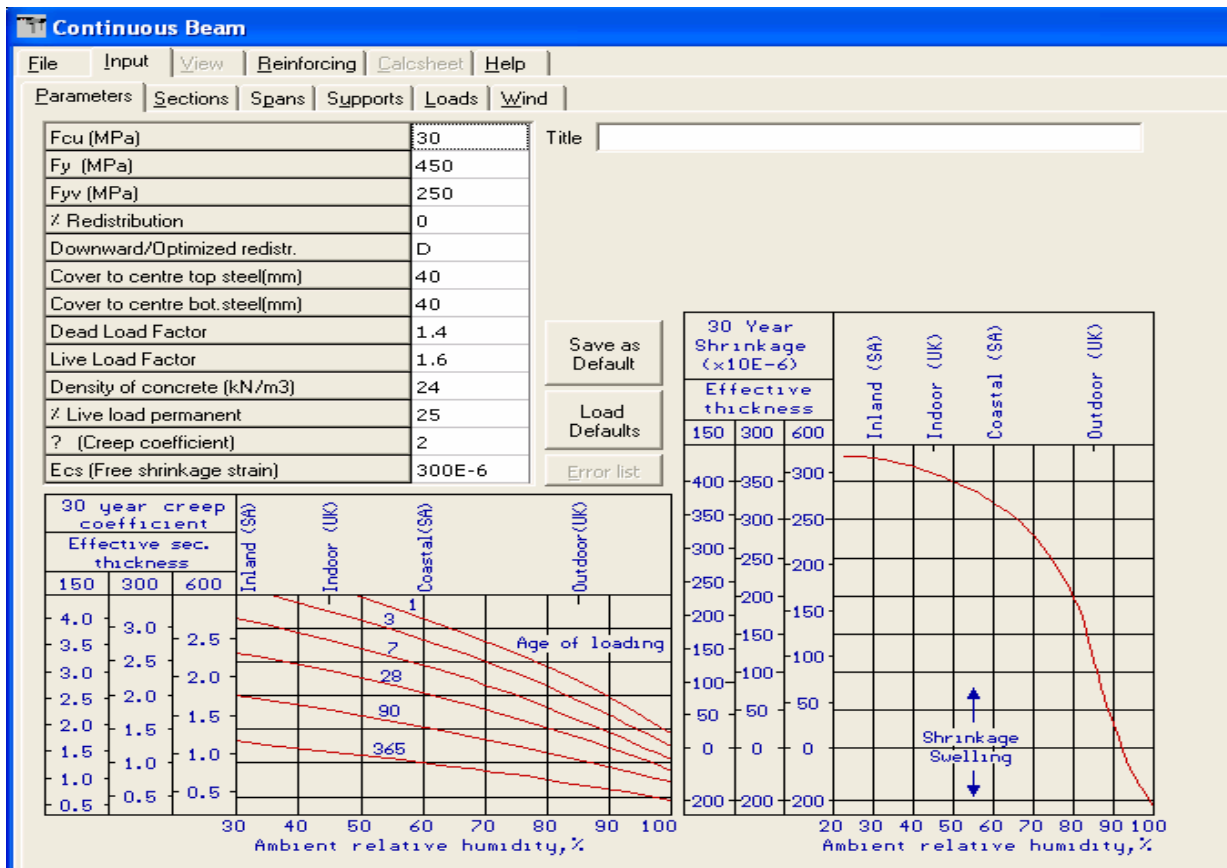 Continuous Beam
File Input View Reinforcing Calcsheet Help
Parameters Sections Spans Supports Loads Wind
Fcu (MPa) 30
Title
Fy (MPa) 450
Fyv (MPa) 250
% Redistribution 0
Downward/Optimized redistr. D
Cover to centre top steel(mm) 40
Cover to centre bot.steel(mm) 40
Dead Load Factor 1.4
Live Load Factor 1.6
Density of concrete (kN/m3) 24
% Live load permanent 25
? (Creep coefficient) 2
Ecs (Free shrinkage strain) 300E-6
Save as
Default
Load
Defaults
Error list
30 year creep
coefficient
Effective sec.
thickness
150 300 600
Inland (SA)
Indoor (UK)
Coastal(SA)
Outdoor(UK)
4.0
3.5
3.0
2.5
2.0
1.5
1.0
0.5
3.0
2.5
2.0
1.5
1.0
0.5
2.5
2.0
1.5
1.0
0.5
1
3
7
28
90
365
Age of loading
30 40 50 60 70 80 90 100
Ambient relative humidity,%
30 Year
Shrinkage
(x10E-6)
Effective
thickness
150 300 600
Inland (SA)
Indoor (UK)
Coastal (SA)
Outdoor (UK)
400
350
300
250
200
150
100
50
0
200
350
300
250
200
150
100
50
0
200
300
250
200
150
100
50
0
200
Shrinkage
Swelling
20 30 40 50 60 70 80 90 100
Ambient relative humidity,%